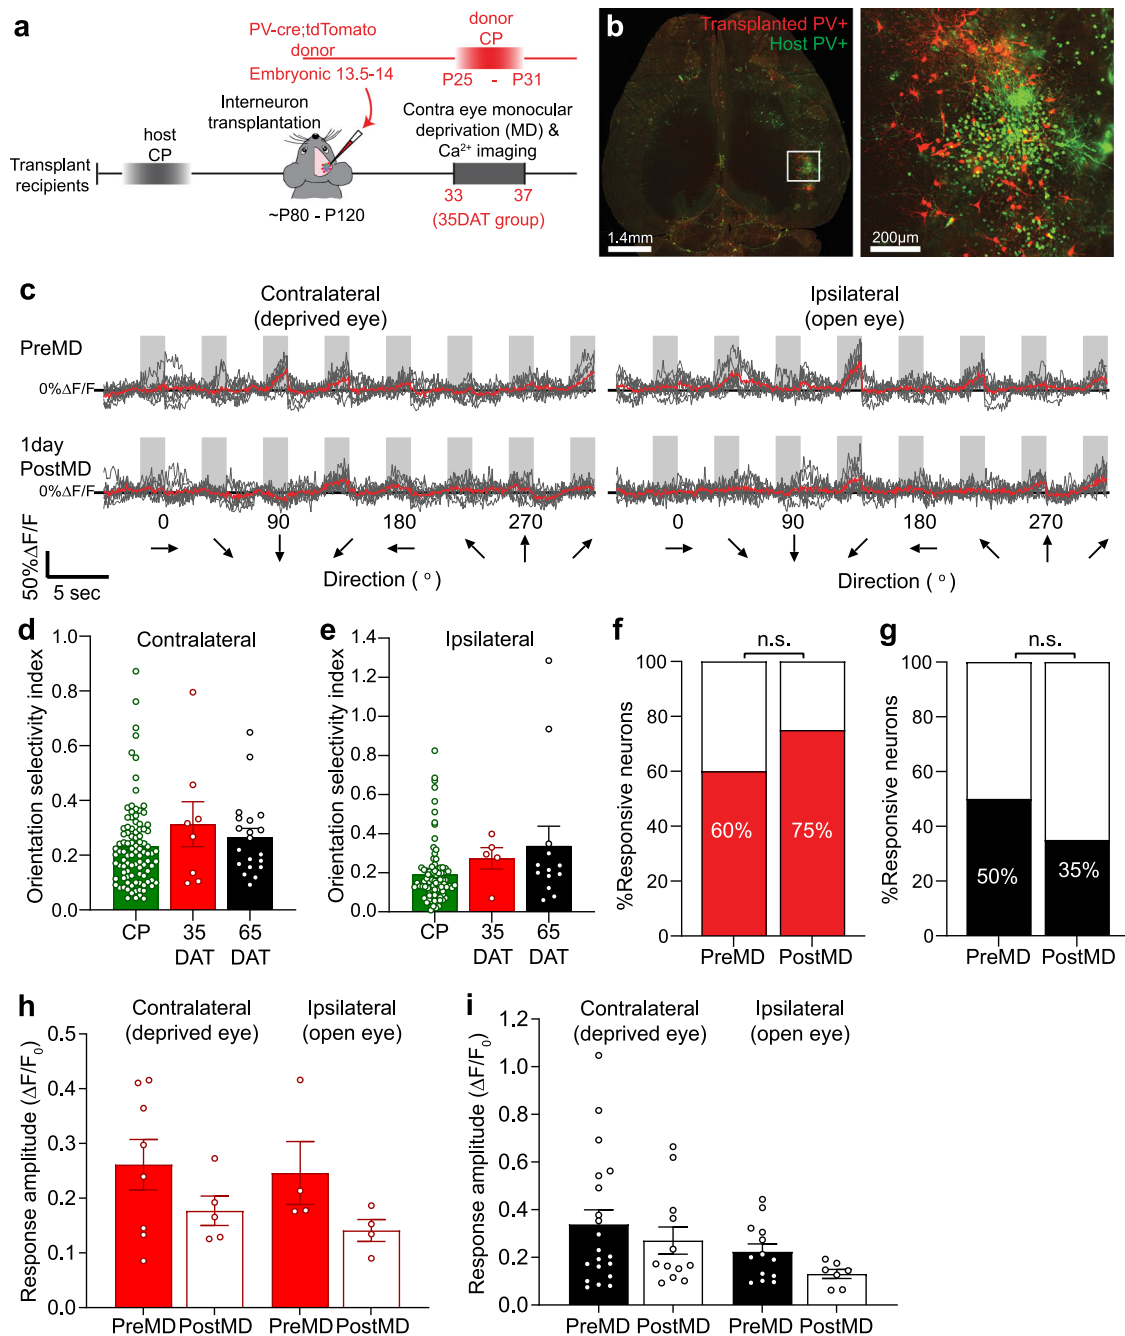 a
PV-cre;tdTomato
donor
Embryonic 13.5-14
donor
CP
P25 - P31
Interneuron
transplantation
Contra eye monocular
deprivation (MD) &
Ca²⁺ imaging
host
CP
Transplant
recipients
~P80 - P120
33 37
(35DAT group)
b
Transplanted PV+
Host PV+
1.4mm
200µm
c
Contralateral
(deprived eye)
Ipsilateral
(open eye)
PreMD
0%ΔF/F
1day
PostMD
0%ΔF/F
0 90 180 270
0 90 180 270
50%ΔF/F
5 sec
Direction ( ° )
Direction ( ° )
d
Contralateral
Orientation selectivity index
1.0
0.8
0.6
0.4
0.2
0.0
CP 35 65
DAT DAT
e
Ipsilateral
Orientation selectivity index
1.4
1.2
1.0
0.8
0.6
0.4
0.2
0.0
CP 35 65
DAT DAT
f
n.s.
%Responsive neurons
100
80
60
40
20
0
60% 75%
PreMD PostMD
g
n.s.
%Responsive neurons
100
80
60
40
20
0
50% 35%
PreMD PostMD
h
Contralateral
(deprived eye)
Ipsilateral
(open eye)
Response amplitude (ΔF/F₀)
0.5
0.4
0.3
0.2
0.1
0.0
PreMD PostMD PreMD PostMD
i
Contralateral
(deprived eye)
Ipsilateral
(open eye)
Response amplitude (ΔF/F₀)
1.2
1.0
0.8
0.6
0.4
0.2
0.0
PreMD PostMD PreMD PostMD